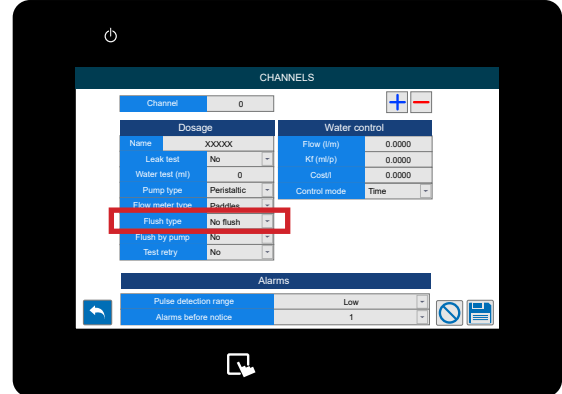 CHANNELS
Channel 0
Dosage Water control
Name XXXXX Flow (l/m) 0.0000
Leak test No Kf (ml/p) 0.0000
Water test (ml) 0 Cost/l 0.0000
Pump type Peristaltic Control mode Time
Flow meter type Paddles
Flush type No flush
Flush by pump No
Test retry No
Alarms
Pulse detection range Low
Alarms before notice 1